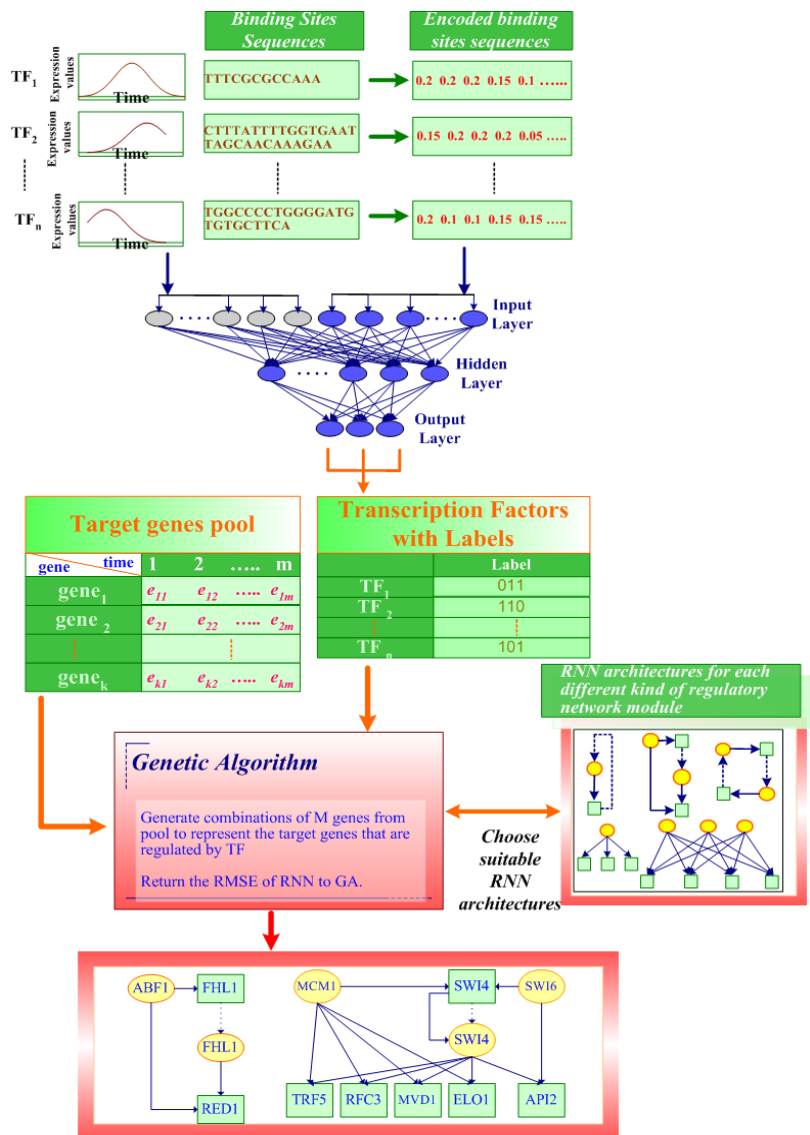 Binding Sites
Sequences
Encoded binding
sites sequences
TF1
Expression
values
Time
TTTCGCGCCAAA
0.2 0.2 0.2 0.15 0.1 ......
TF2
Expression
values
Time
CTTTATTTTGGTGAAT
TAGCAACAAAGAA
0.15 0.2 0.2 0.2 0.05 .....
TFn
Expression
values
Time
TGGCCCCTGGGGATG
TGTGCTTCA
0.2 0.1 0.1 0.15 0.15 .....
Input
Layer
Hidden
Layer
Output
Layer
Target genes pool
gene time 1 2 ..... m
gene1 e11 e12 ..... e1m
gene2 e21 e22 ..... e2m
genek ek1 ek2 ..... ekm
Transcription Factors
with Labels
Label
TF1 011
TF2 110
TFn 101
RNN architectures for each
different kind of regulatory
network module
Genetic Algorithm
Generate combinations of M genes from
pool to represent the target genes that are
regulated by TF
Return the RMSE of RNN to GA.
Choose
suitable
RNN
architectures
ABF1 FHL1 MCM1 SWI4 SWI6
FHL1 SWI4
RED1 TRF5 RFC3 MVD1 ELO1 API2